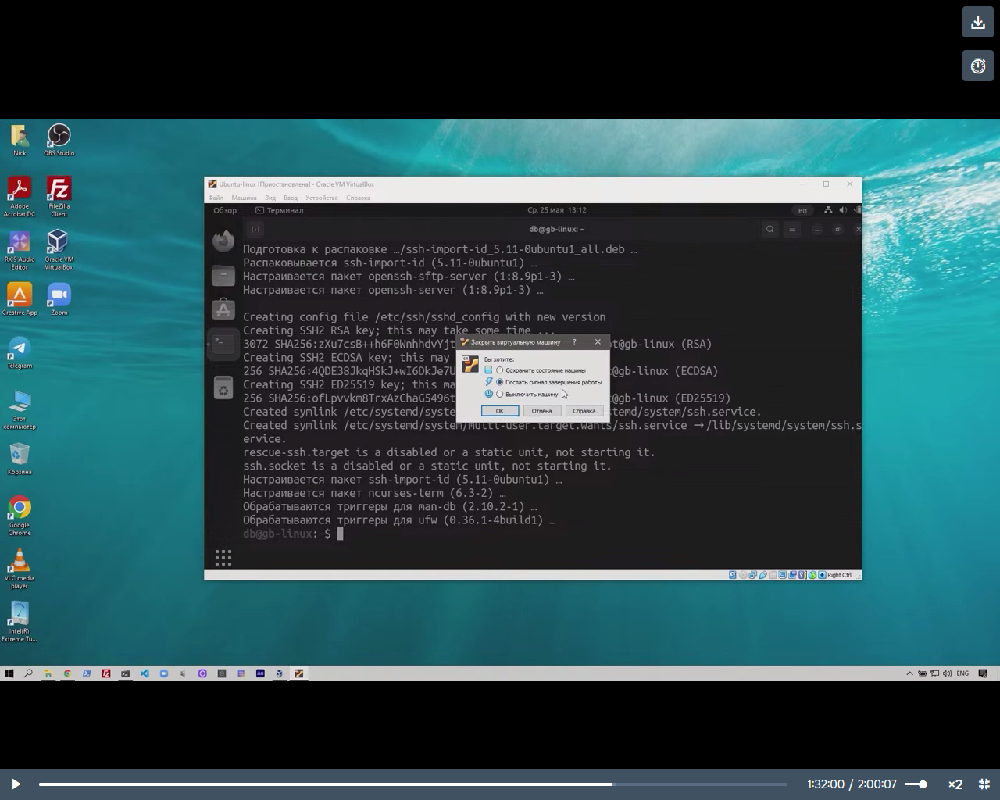 Nick
OBS Studio
Adobe
Acrobat DC
FileZilla
Client
RX 9 Audio
Editor
Oracle VM
VirtualBox
Creative App
Zoom
Telegram
Этот
компьютер
Корзина
Google
Chrome
VLC media
player
Intel(R)
Extreme Tu...
Ubuntu-linux [Приостановлена] - Oracle VM VirtualBox
Файл Машина Вид Ввод Устройства Справка
Обзор Терминал Ср, 25 мая 13:12 en
db@gb-linux: ~
Подготовка к распаковке …/ssh-import-id_5.11-0ubuntu1_all.deb …
Распаковывается ssh-import-id (5.11-0ubuntu1) …
Настраивается пакет openssh-sftp-server (1:8.9p1-3) …
Настраивается пакет openssh-server (1:8.9p1-3) …
Creating config file /etc/ssh/sshd_config with new version
Creating SSH2 RSA key; this may take some time ...
3072 SHA256:zXu7csB++h6F0WnhhdvYjt t@gb-linux (RSA)
Creating SSH2 ECDSA key; this may
256 SHA256:4QDE38JkqHSkJ+wI6DkJe7U gb-linux (ECDSA)
Creating SSH2 ED25519 key; this ma
256 SHA256:ofLpvvkm8TrxAzChaG5496t @gb-linux (ED25519)
Created symlink /etc/systemd/syste d/system/ssh.service.
Created symlink /etc/systemd/system/multi-user.target.wants/ssh.service → /lib/systemd/system/ssh.s
ervice.
rescue-ssh.target is a disabled or a static unit, not starting it.
ssh.socket is a disabled or a static unit, not starting it.
Настраивается пакет ssh-import-id (5.11-0ubuntu1) …
Настраивается пакет ncurses-term (6.3-2) …
Обрабатываются триггеры для man-db (2.10.2-1) …
Обрабатываются триггеры для ufw (0.36.1-4build1) …
db@gb-linux:~$
Закрыть виртуальную машину ?
Вы хотите:
Сохранить состояние машины
Послать сигнал завершения работы
Выключить машину
ОК Отмена Справка
Right Ctrl
ENG
1:32:00 / 2:00:07 ×2